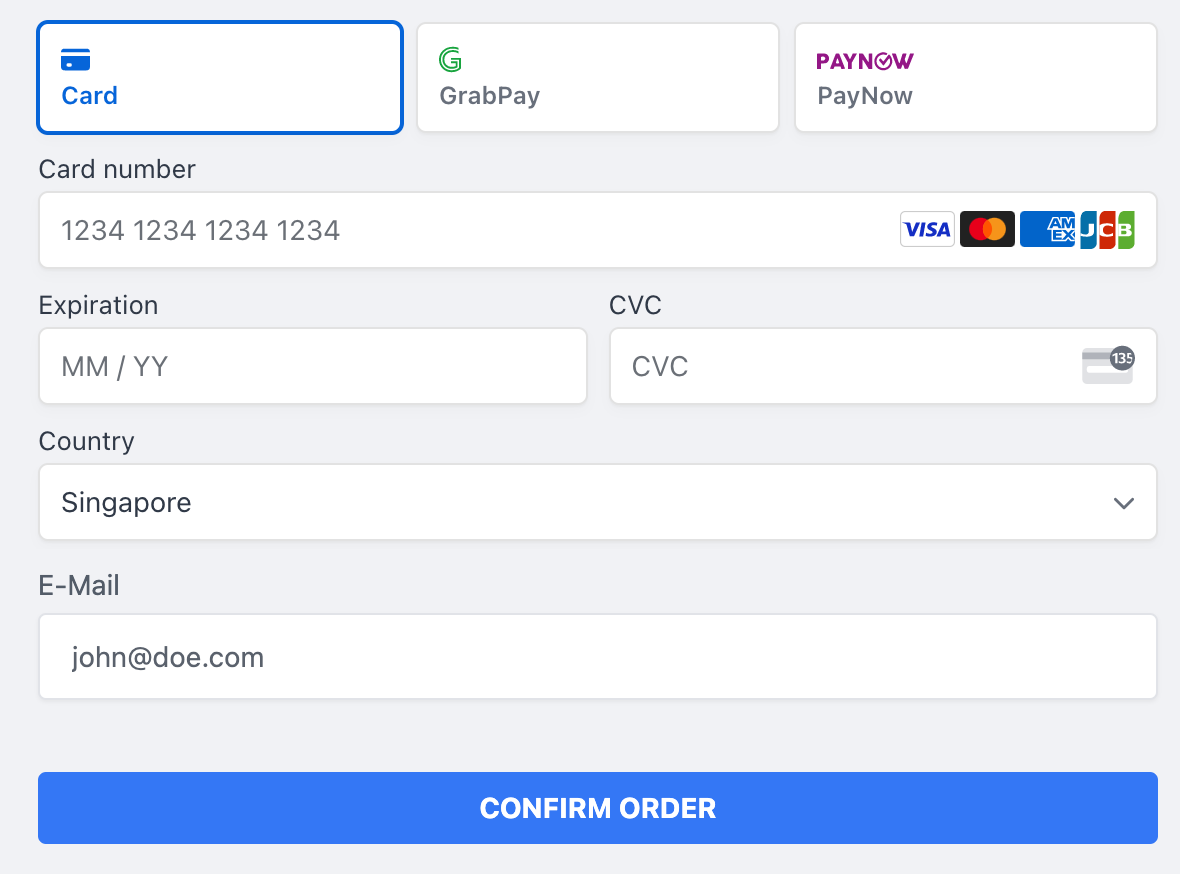 PAYNOW
Card GrabPay PayNow
Card number
1234 1234 1234 1234 VISA AMEX JCB
Expiration CVC
MM / YY CVC 135
Country
Singapore
E-Mail
john@doe.com
CONFIRM ORDER